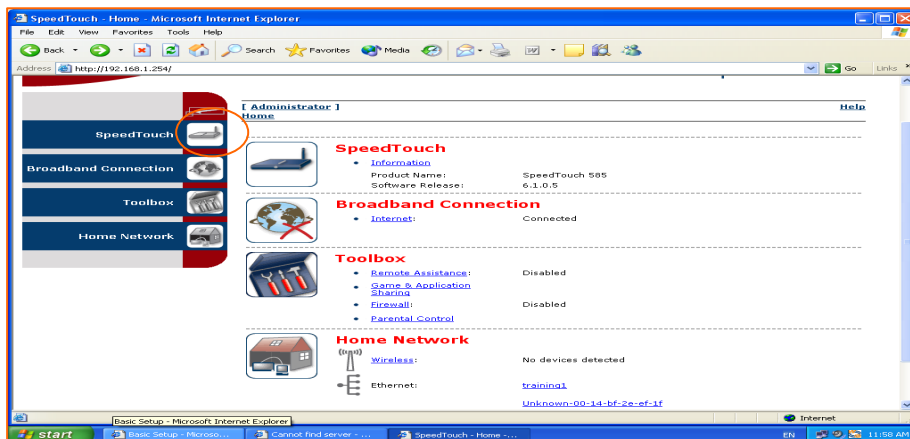 SpeedTouch - Home - Microsoft Internet Explorer
File Edit View Favorites Tools Help
Back Search Favorites Media
Address http://192.168.1.254/ Go Links
[ Administrator ] Help
Home
SpeedTouch
Broadband Connection
Toolbox
Home Network
SpeedTouch
Information
Product Name: SpeedTouch 585
Software Release: 6.1.0.5
Broadband Connection
Internet: Connected
Toolbox
Remote Assistance: Disabled
Game & Application
Sharing
Firewall: Disabled
Parental Control
Home Network
Wireless: No devices detected
Ethernet: training1
Unknown-00-14-bf-2e-ef-1f
Internet
Basic Setup - Microsoft Internet Explorer
start Basic Setup - Microso... Cannot find server - ... SpeedTouch - Home -... EN 11:58 AM